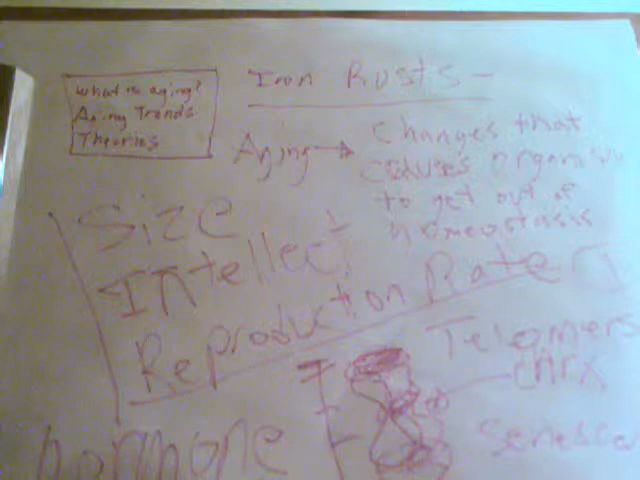 What is aging?
Aging Trends
Theories
Iron Rusts -
Aging → Changes that
causes organism
to get out of
homeostasis
Size
Intellect
Reproduction Rate
Telomers
hormone